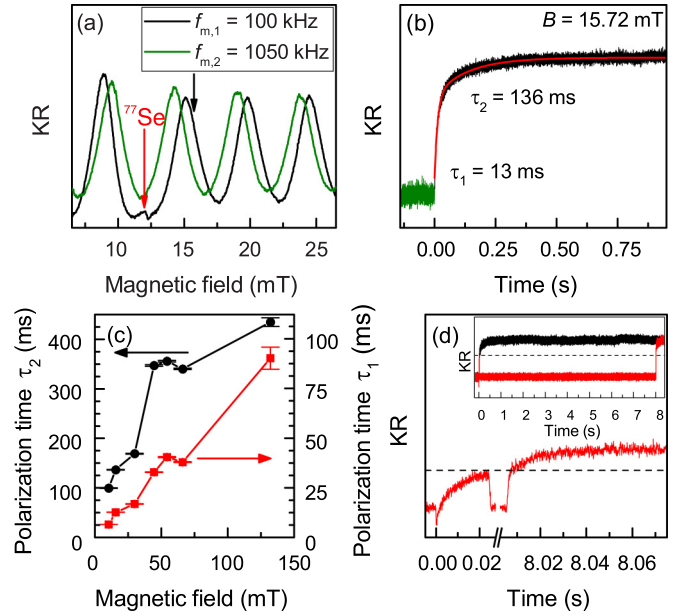 (a)
f_m,1 = 100 kHz
f_m,2 = 1050 kHz
⁷⁷Se
KR
10 15 20 25
Magnetic field (mT)
(b)
B = 15.72 mT
τ₂ = 136 ms
τ₁ = 13 ms
KR
0.00 0.25 0.50 0.75
Time (s)
(c)
Polarization time τ₂ (ms)
400
300
200
100
0
100
75
50
25
0
Polarization time τ₁ (ms)
0 50 100 150
Magnetic field (mT)
(d)
KR
0 1 2 3 4 5 6 7 8
Time (s)
KR
0.00 0.02 8.02 8.04 8.06
Time (s)